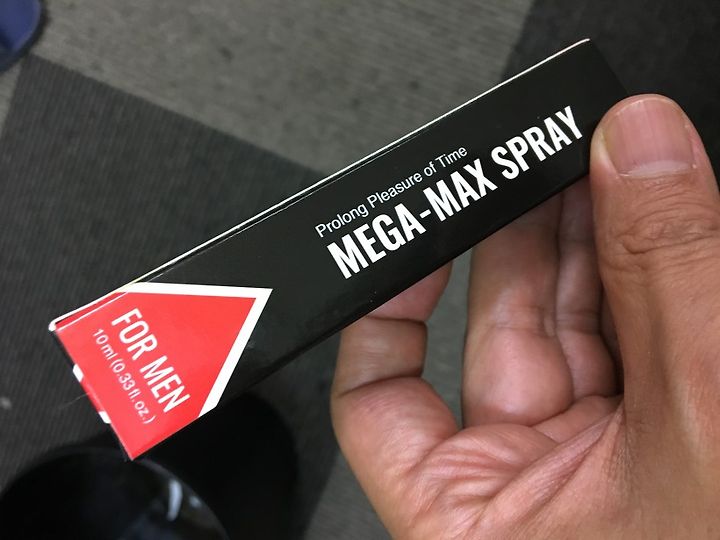 Prolong Pleasure of Time
MEGA-MAX SPRAY
FOR MEN
10 ml (0.33 fl. oz.)